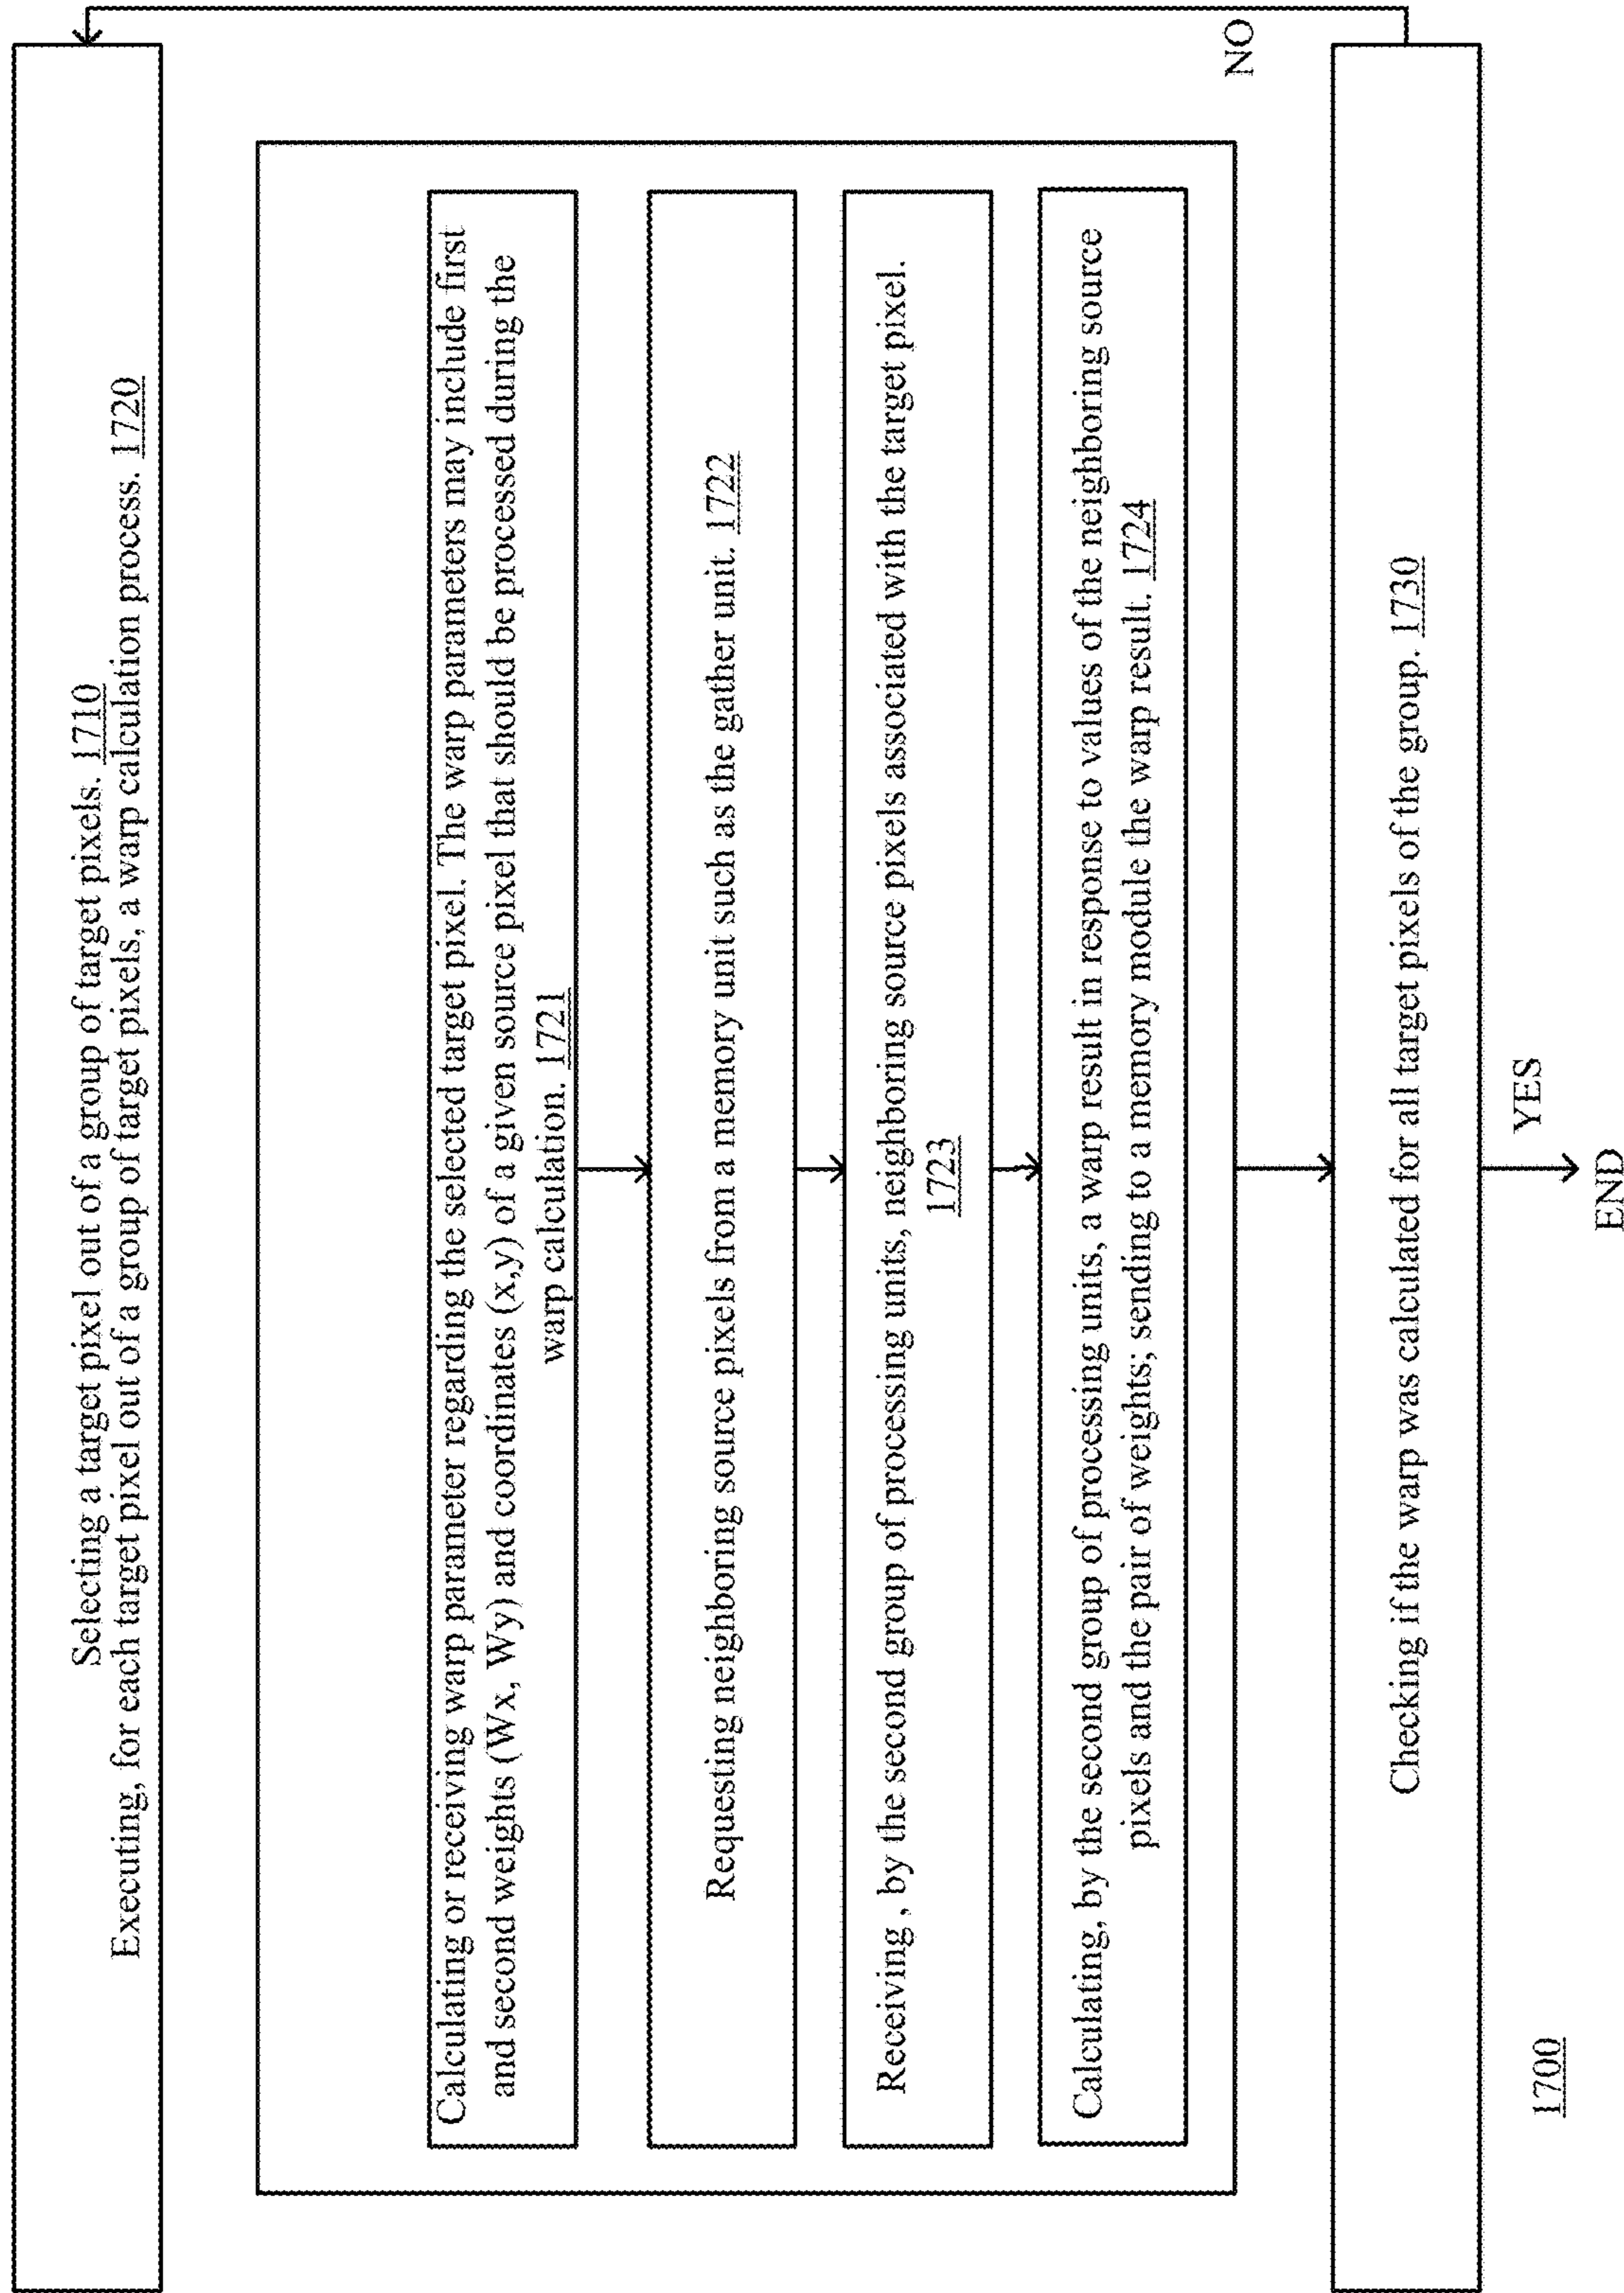 Selecting a target pixel out of a group of target pixels. 1710
Executing, for each target pixel out of a group of target pixels, a warp calculation process. 1720
Calculating or receiving warp parameter regarding the selected target pixel. The warp parameters may include first
and second weights (Wx, Wy) and coordinates (x,y) of a given source pixel that should be processed during the
warp calculation. 1721
Requesting neighboring source pixels from a memory unit such as the gather unit. 1722
Receiving , by the second group of processing units, neighboring source pixels associated with the target pixel.
1723
Calculating, by the second group of processing units, a warp result in response to values of the neighboring source
pixels and the pair of weights; sending to a memory module the warp result. 1724
NO
Checking if the warp was calculated for all target pixels of the group. 1730
YES
END
1700